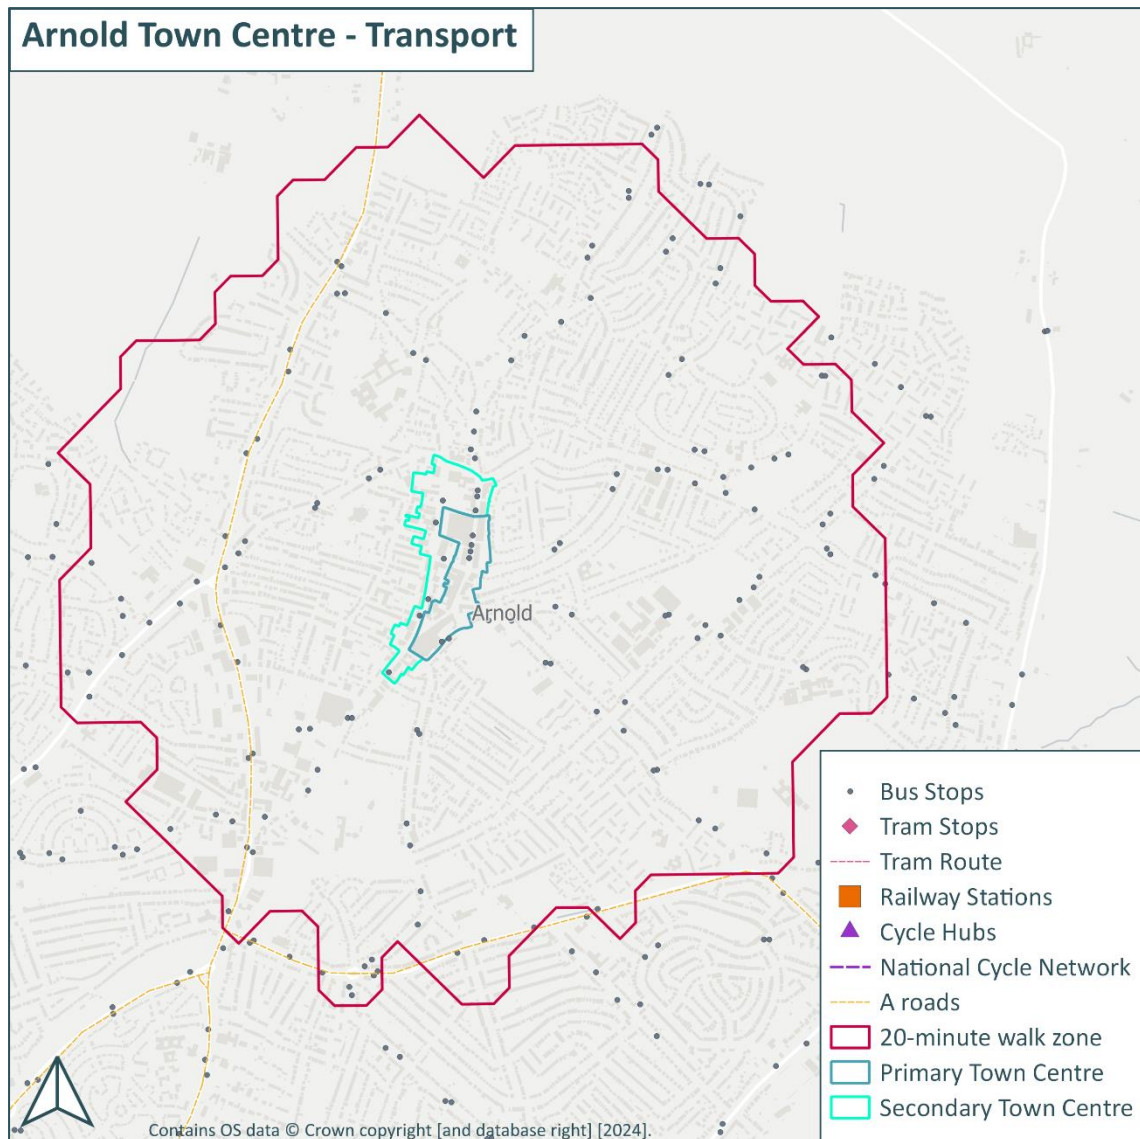 Arnold Town Centre - Transport
Arnold
Bus Stops
Tram Stops
Tram Route
Railway Stations
Cycle Hubs
National Cycle Network
A roads
20-minute walk zone
Primary Town Centre
Secondary Town Centre
Contains OS data © Crown copyright [and database right] [2024].